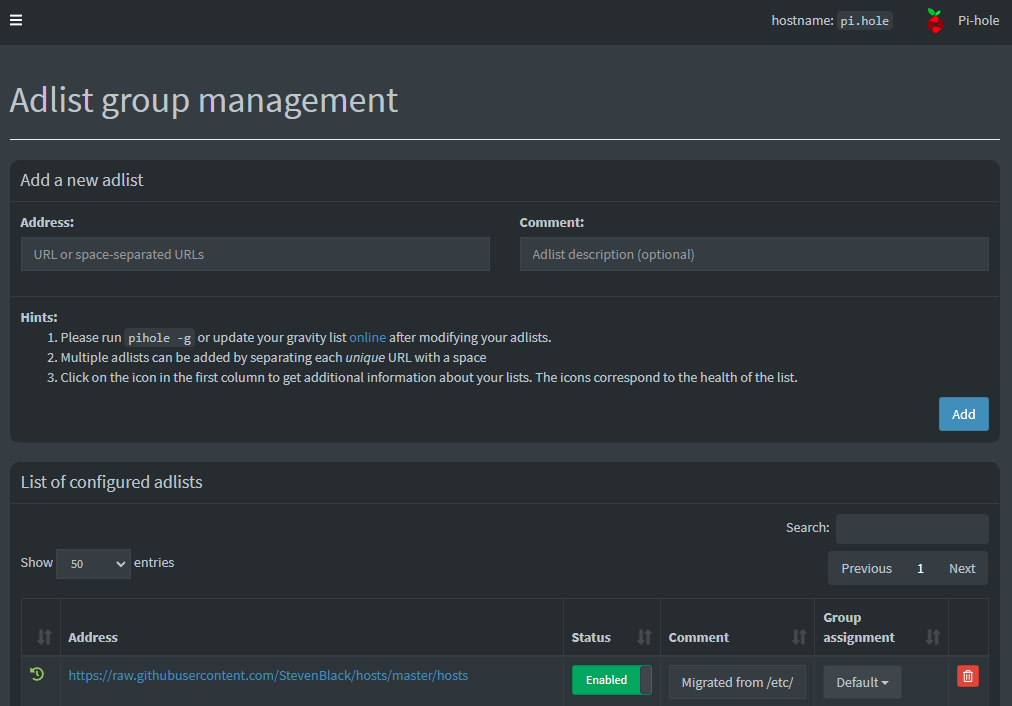 hostname: pi.hole Pi-hole
Adlist group management
Add a new adlist
Address: Comment:
URL or space-separated URLs Adlist description (optional)
Hints:
1. Please run pihole -g or update your gravity list online after modifying your adlists.
2. Multiple adlists can be added by separating each unique URL with a space
3. Click on the icon in the first column to get additional information about your lists. The icons correspond to the health of the list.
Add
List of configured adlists
Search:
Show 50 entries
Previous 1 Next
Address Status Comment Group assignment
https://raw.githubusercontent.com/StevenBlack/hosts/master/hosts Enabled Migrated from /etc/ Default